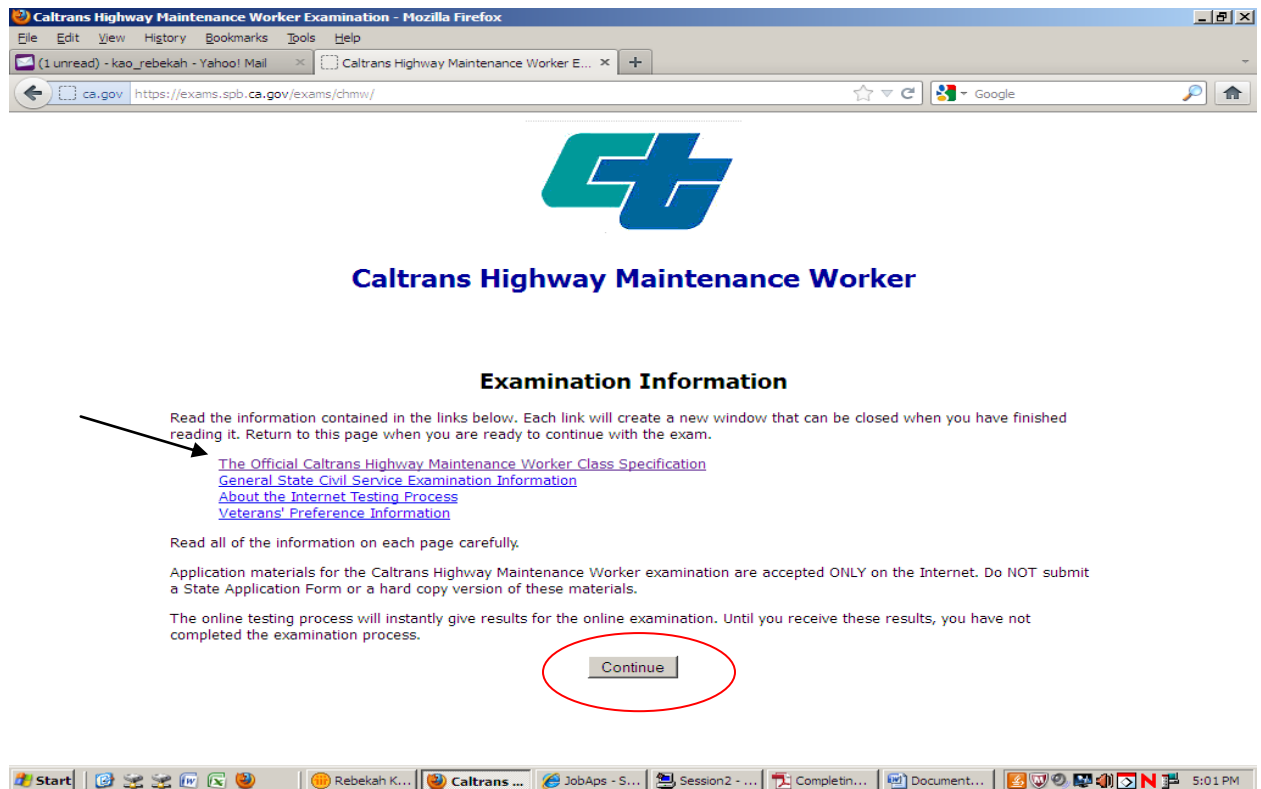 Caltrans Highway Maintenance Worker Examination - Mozilla Firefox
File Edit View History Bookmarks Tools Help
(1 unread) - kao_rebekah - Yahoo! Mail
Caltrans Highway Maintenance Worker E...
ca.gov https://exams.spb.ca.gov/exams/chmw/
Google
Caltrans Highway Maintenance Worker
Examination Information
Read the information contained in the links below. Each link will create a new window that can be closed when you have finished
reading it. Return to this page when you are ready to continue with the exam.
The Official Caltrans Highway Maintenance Worker Class Specification
General State Civil Service Examination Information
About the Internet Testing Process
Veterans' Preference Information
Read all of the information on each page carefully.
Application materials for the Caltrans Highway Maintenance Worker examination are accepted ONLY on the Internet. Do NOT submit
a State Application Form or a hard copy version of these materials.
The online testing process will instantly give results for the online examination. Until you receive these results, you have not
completed the examination process.
Continue
Start Rebekah K... Caltrans ... JobAps - S... Session2 - ... Completin... Document... 5:01 PM